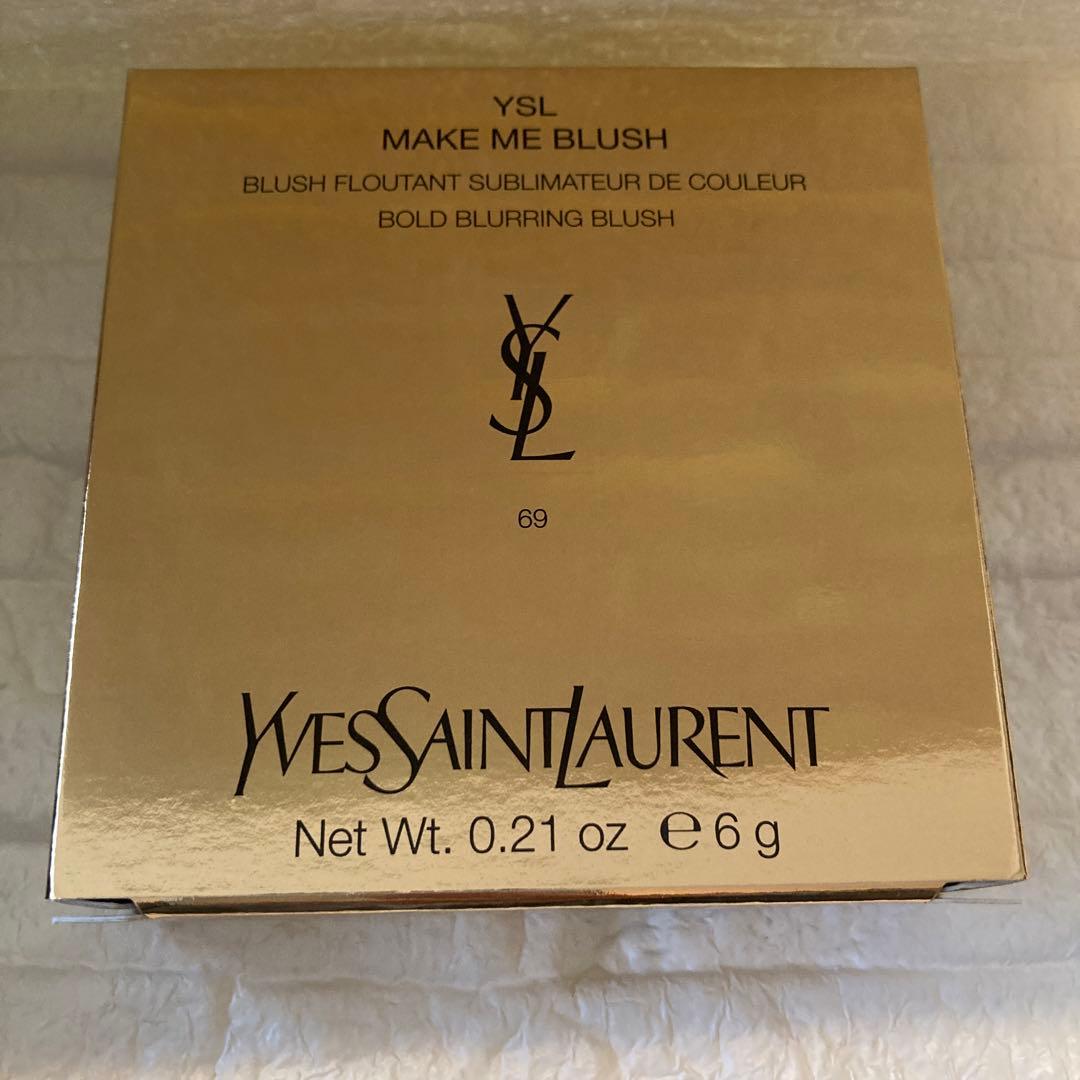 YSL
MAKE ME BLUSH
BLUSH FLOUTANT SUBLIMATEUR DE COULEUR
BOLD BLURRING BLUSH
YSL
69
YVESSAINTLAURENT
Net Wt. 0.21 oz ℮ 6 g